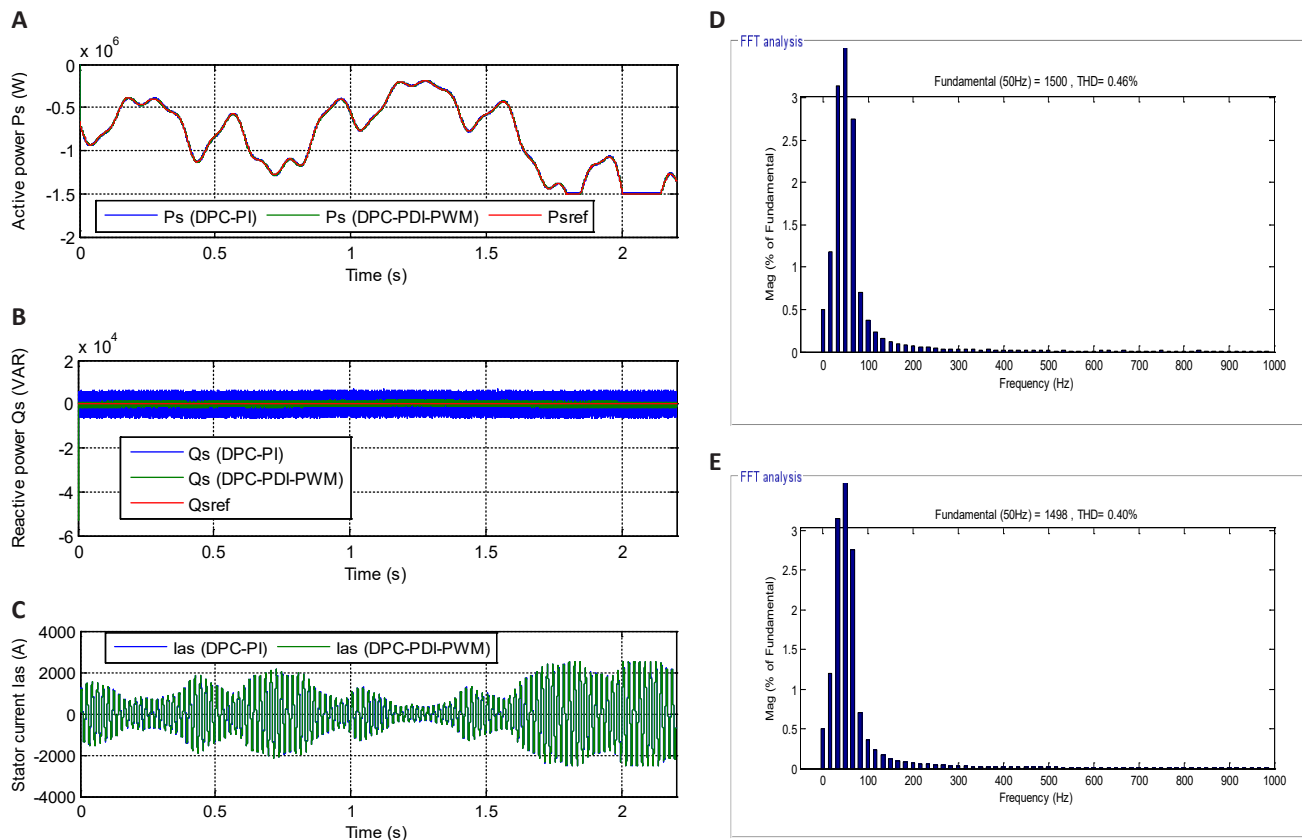 A
x 10^6
0
-0.5
-1
-1.5
-2
Active power Ps (W)
Ps (DPC-PI) Ps (DPC-PDI-PWM) Psref
0 0.5 1 1.5 2
Time (s)
B
x 10^4
2
0
-2
-4
-6
Reactive power Qs (VAR)
Qs (DPC-PI)
Qs (DPC-PDI-PWM)
Qsref
0 0.5 1 1.5 2
Time (s)
C
4000
2000
0
-2000
-4000
Stator current Ias (A)
Ias (DPC-PI) Ias (DPC-PDI-PWM)
0 0.5 1 1.5 2
Time (s)
D
FFT analysis
Fundamental (50Hz) = 1500 , THD= 0.46%
3
2.5
2
1.5
1
0.5
0
Mag (% of Fundamental)
0 100 200 300 400 500 600 700 800 900 1000
Frequency (Hz)
E
FFT analysis
Fundamental (50Hz) = 1498 , THD= 0.40%
3
2.5
2
1.5
1
0.5
0
Mag (% of Fundamental)
0 100 200 300 400 500 600 700 800 900 1000
Frequency (Hz)